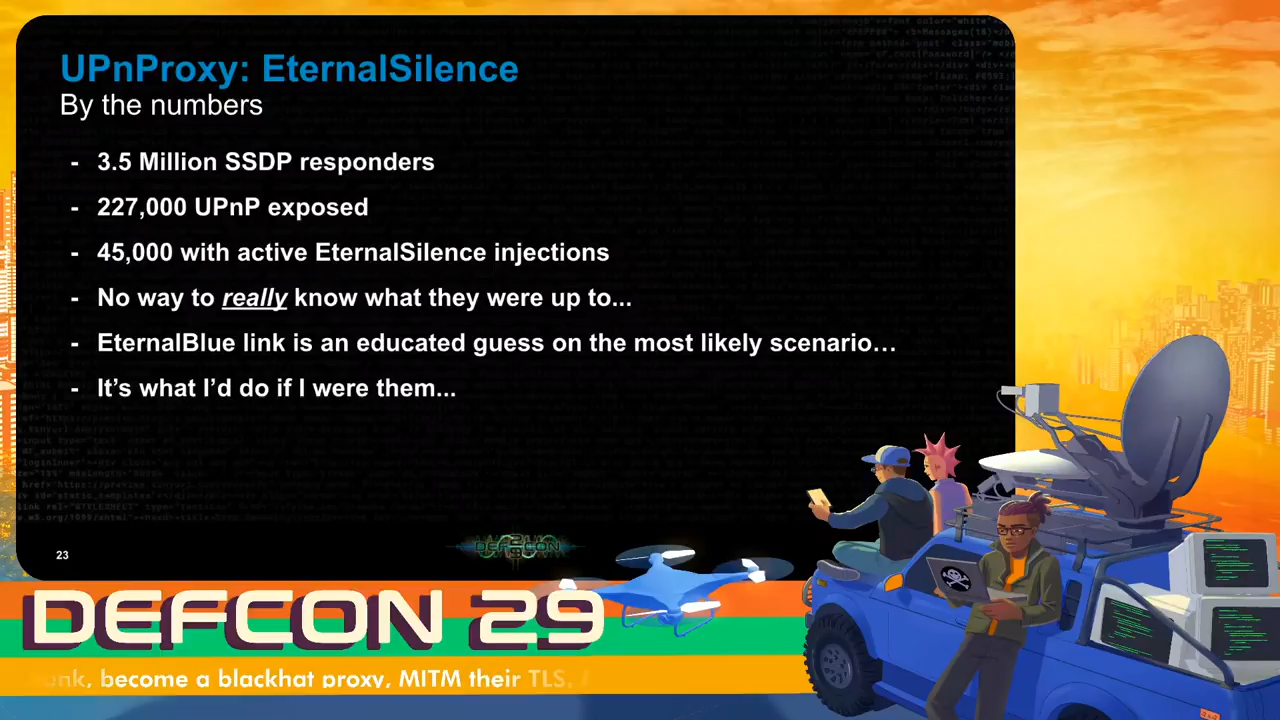 UPnProxy: EternalSilence
By the numbers
- 3.5 Million SSDP responders
- 227,000 UPnP exposed
- 45,000 with active EternalSilence injections
- No way to really know what they were up to...
- EternalBlue link is an educated guess on the most likely scenario…
- It’s what I’d do if I were them...
23
DEFCON
DEFCON 29
become a blackhat proxy, MITM their TLS,